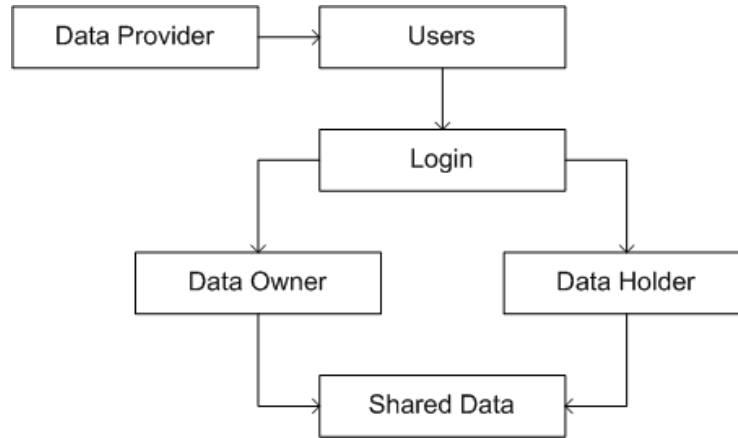 Data Provider
Users
Login
Data Owner
Data Holder
Shared Data